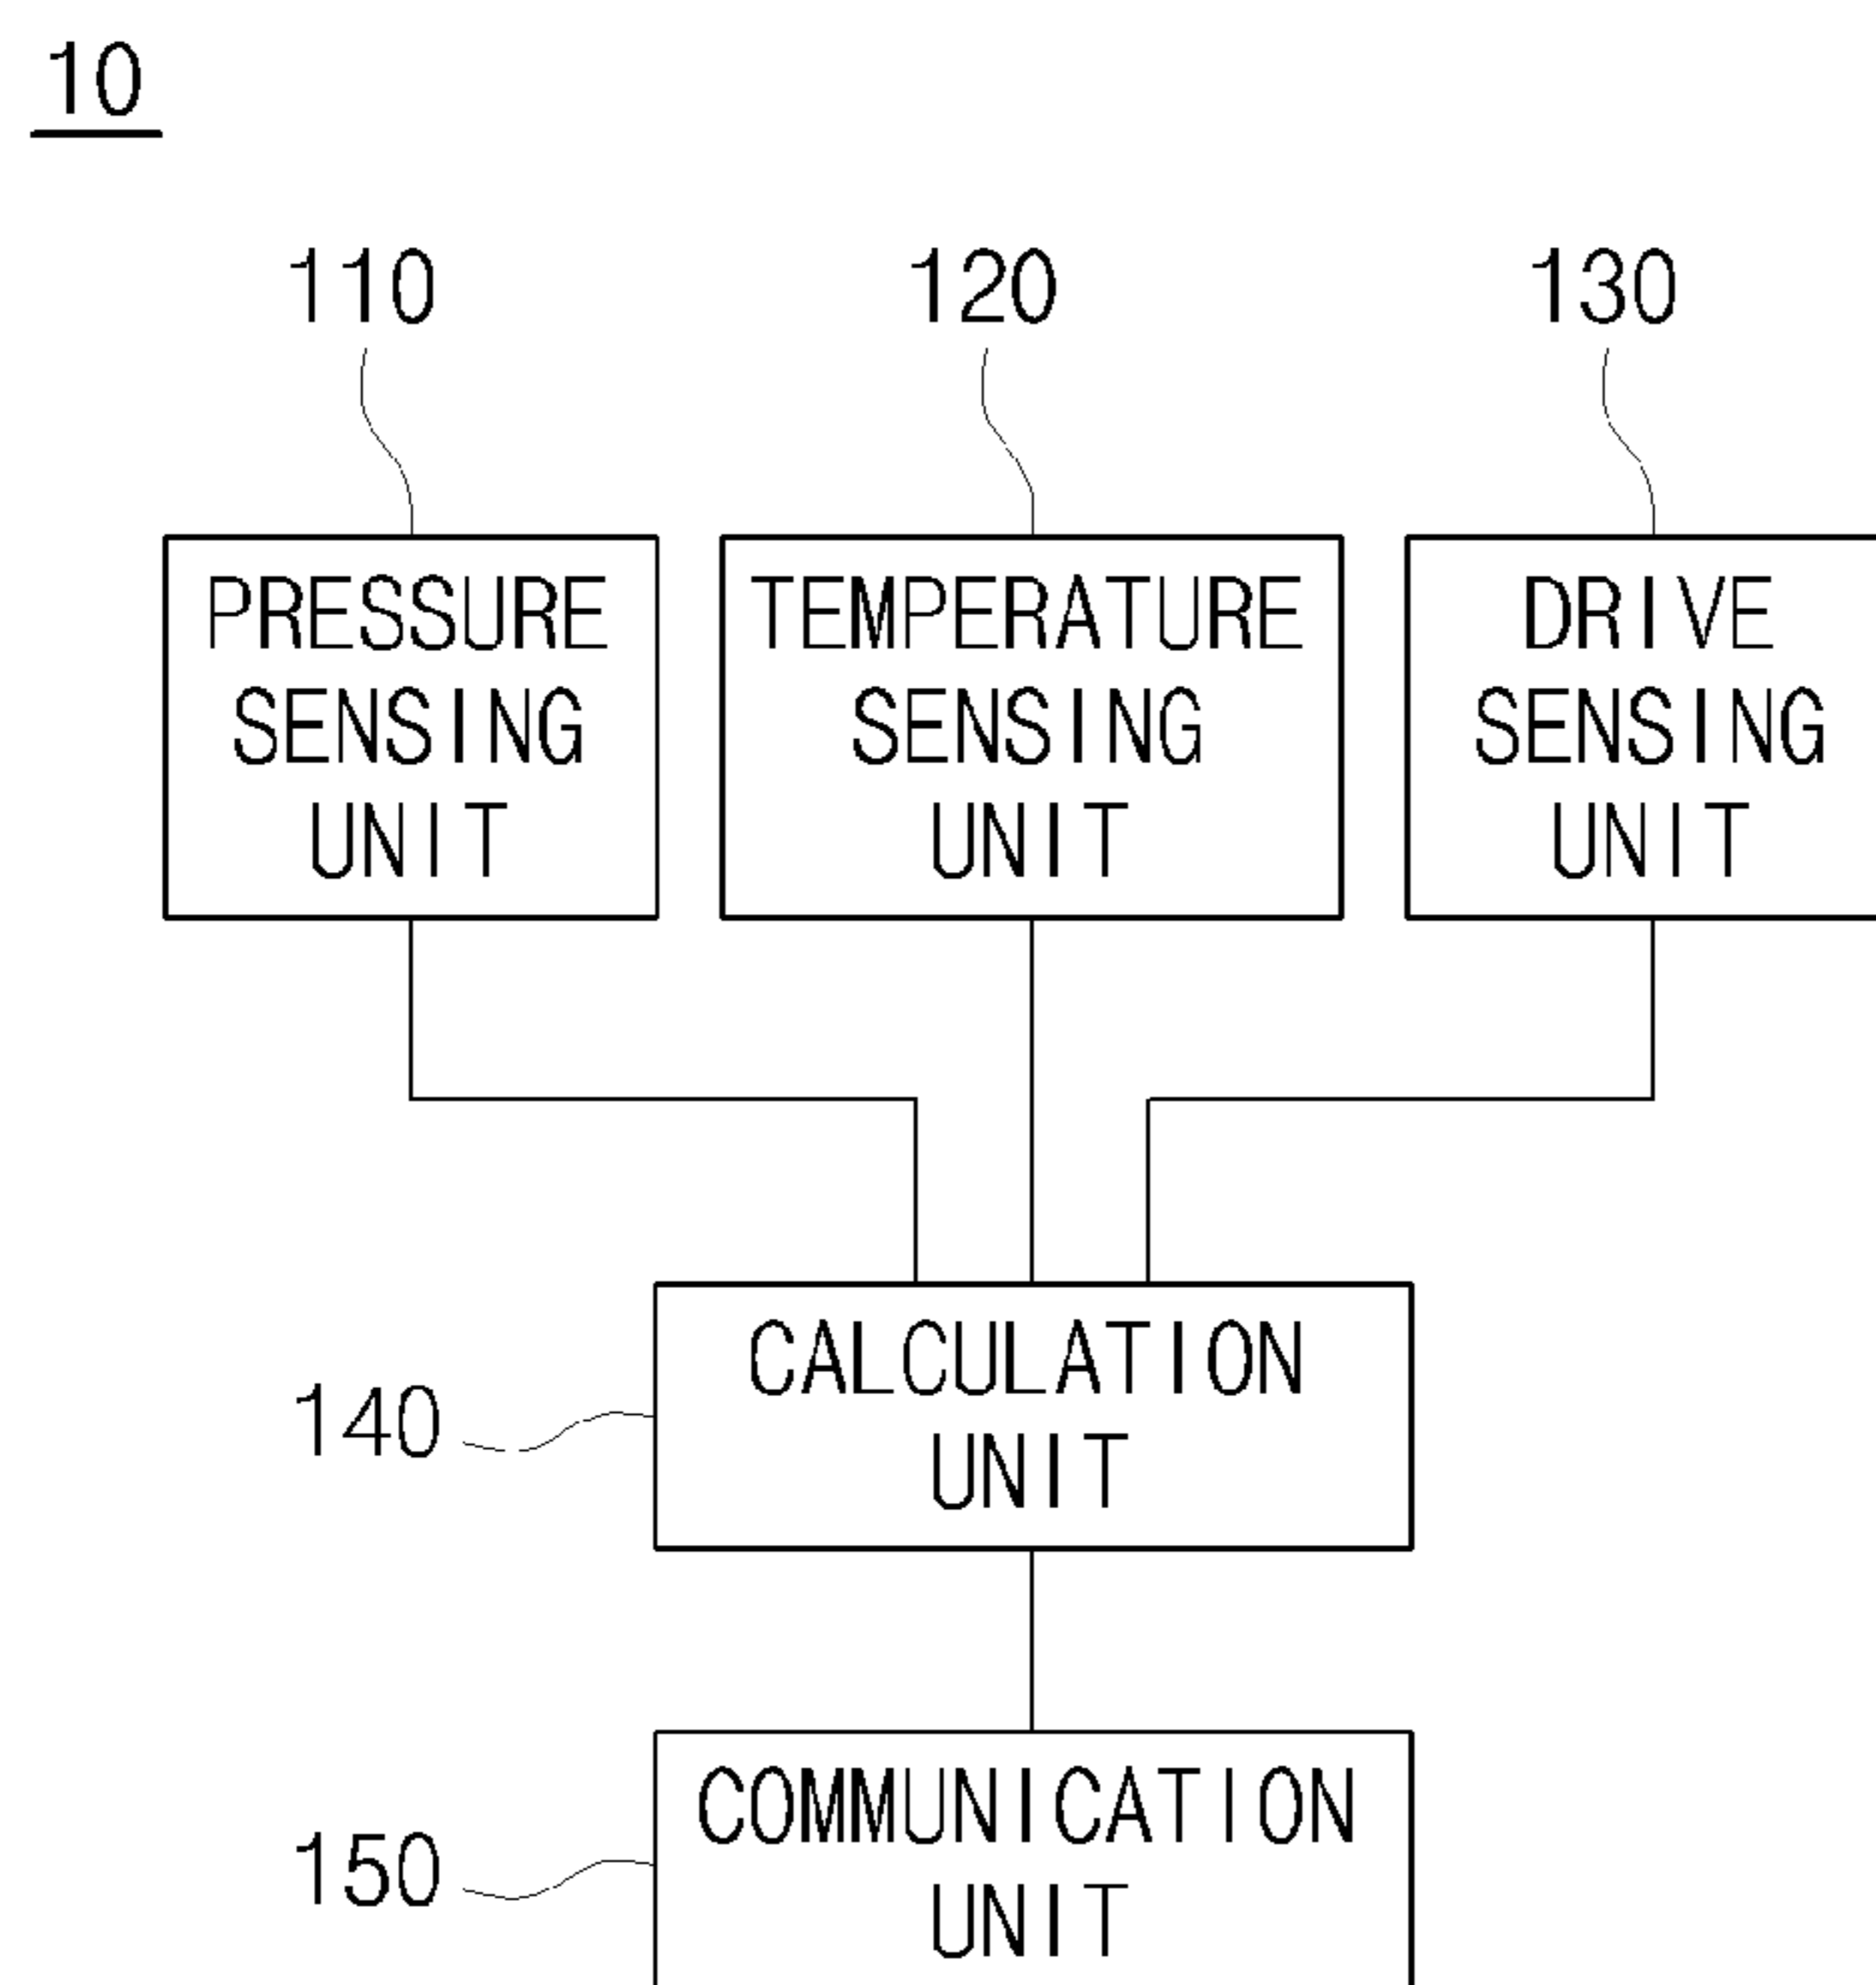 10
110
120
130
PRESSURE
SENSING
UNIT
TEMPERATURE
SENSING
UNIT
DRIVE
SENSING
UNIT
140
CALCULATION
UNIT
150
COMMUNICATION
UNIT